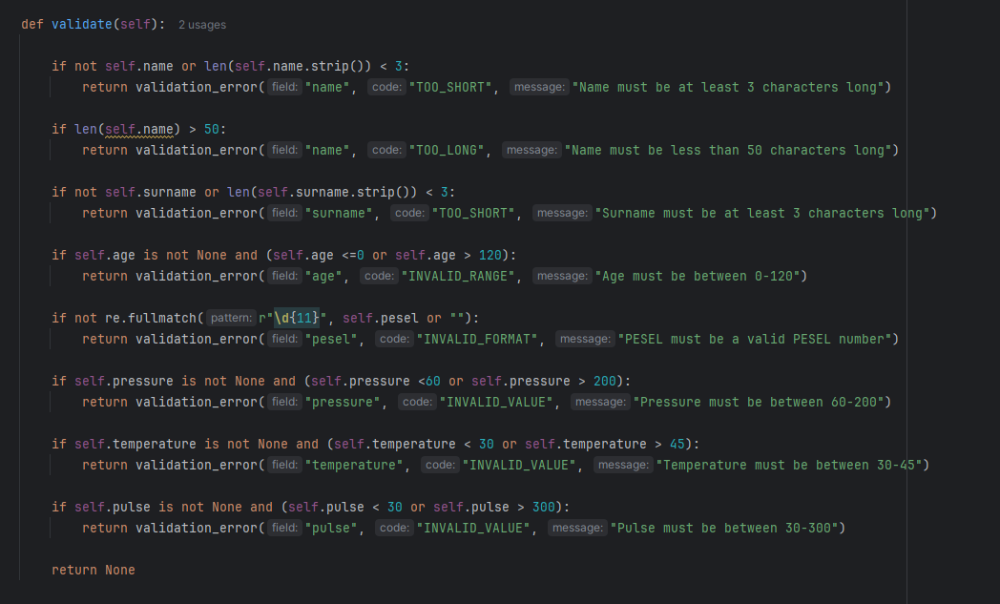 def validate(self): 2 usages
if not self.name or len(self.name.strip()) < 3:
return validation_error( field: "name", code: "TOO_SHORT", message: "Name must be at least 3 characters long")
if len(self.name) > 50:
return validation_error( field: "name", code: "TOO_LONG", message: "Name must be less than 50 characters long")
if not self.surname or len(self.surname.strip()) < 3:
return validation_error( field: "surname", code: "TOO_SHORT", message: "Surname must be at least 3 characters long")
if self.age is not None and (self.age <=0 or self.age > 120):
return validation_error( field: "age", code: "INVALID_RANGE", message: "Age must be between 0-120")
if not re.fullmatch( pattern: r"\d{11}", self.pesel or ""):
return validation_error( field: "pesel", code: "INVALID_FORMAT", message: "PESEL must be a valid PESEL number")
if self.pressure is not None and (self.pressure <60 or self.pressure > 200):
return validation_error( field: "pressure", code: "INVALID_VALUE", message: "Pressure must be between 60-200")
if self.temperature is not None and (self.temperature < 30 or self.temperature > 45):
return validation_error( field: "temperature", code: "INVALID_VALUE", message: "Temperature must be between 30-45")
if self.pulse is not None and (self.pulse < 30 or self.pulse > 300):
return validation_error( field: "pulse", code: "INVALID_VALUE", message: "Pulse must be between 30-300")
return None